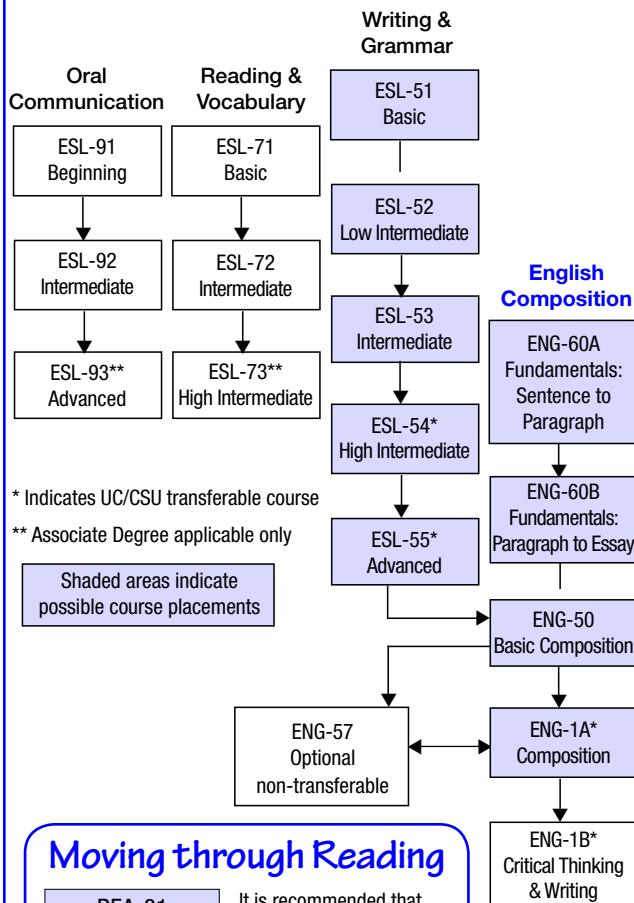 Oral
Communication
ESL-91
Beginning
ESL-92
Intermediate
ESL-93**
Advanced
Reading &
Vocabulary
ESL-71
Basic
ESL-72
Intermediate
ESL-73**
High Intermediate
Writing &
Grammar
ESL-51
Basic
ESL-52
Low Intermediate
ESL-53
Intermediate
ESL-54*
High Intermediate
ESL-55*
Advanced
English
Composition
ENG-60A
Fundamentals:
Sentence to
Paragraph
ENG-60B
Fundamentals:
Paragraph to Essay
ENG-50
Basic Composition
ENG-57
Optional
non-transferable
ENG-1A*
Composition
ENG-1B*
Critical Thinking
& Writing
* Indicates UC/CSU transferable course
** Associate Degree applicable only
Shaded areas indicate
possible course placements
Moving through Reading
It is recommended that